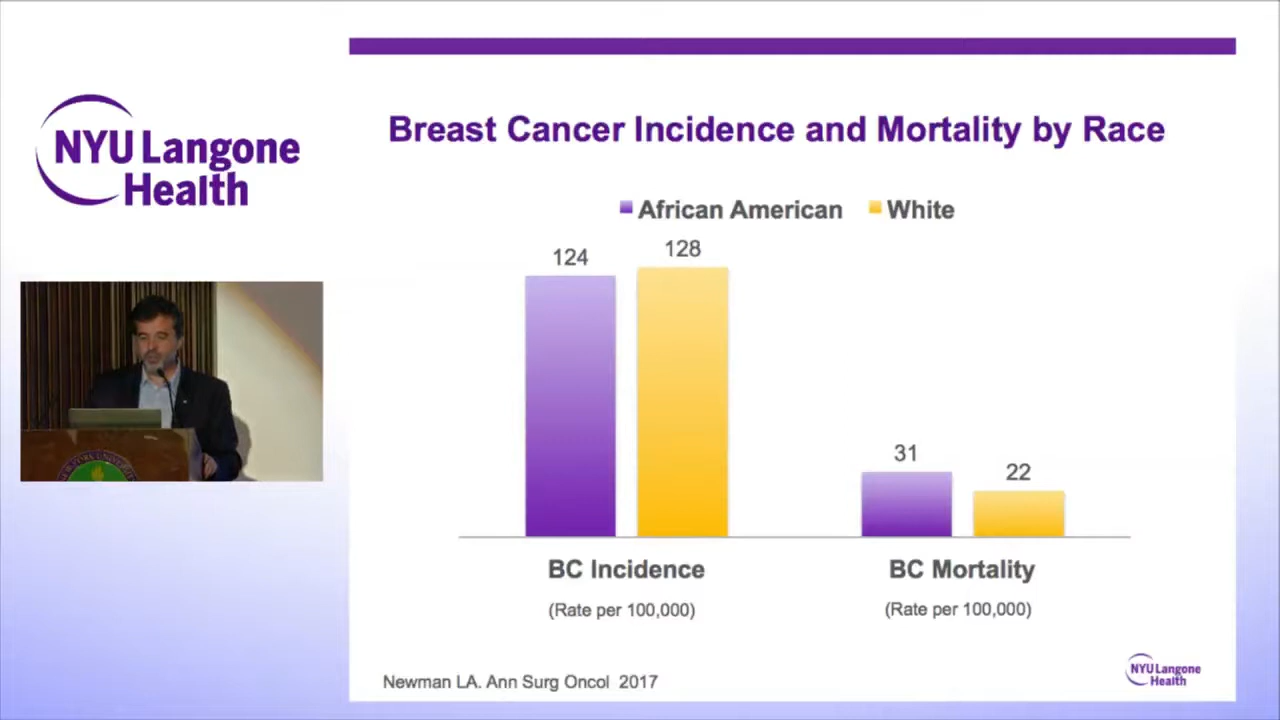 NYU Langone
Health
Breast Cancer Incidence and Mortality by Race
African American
White
124
128
31
22
BC Incidence
BC Mortality
(Rate per 100,000)
(Rate per 100,000)
Newman LA. Ann Surg Oncol 2017
NYU Langone
Health